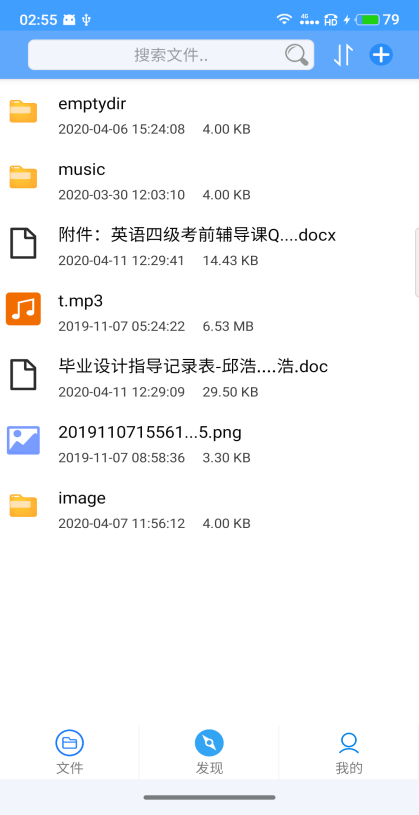 02:55 4G HD 79
搜索文件..
emptydir
2020-04-06 15:24:08 4.00 KB
music
2020-03-30 12:03:10 4.00 KB
附件：英语四级考前辅导课Q....docx
2020-04-11 12:29:41 14.43 KB
t.mp3
2019-11-07 05:24:22 6.53 MB
毕业设计指导记录表-邱浩....浩.doc
2020-04-11 12:29:09 29.50 KB
2019110715561...5.png
2019-11-07 08:58:36 3.30 KB
image
2020-04-07 11:56:12 4.00 KB
文件 发现 我的